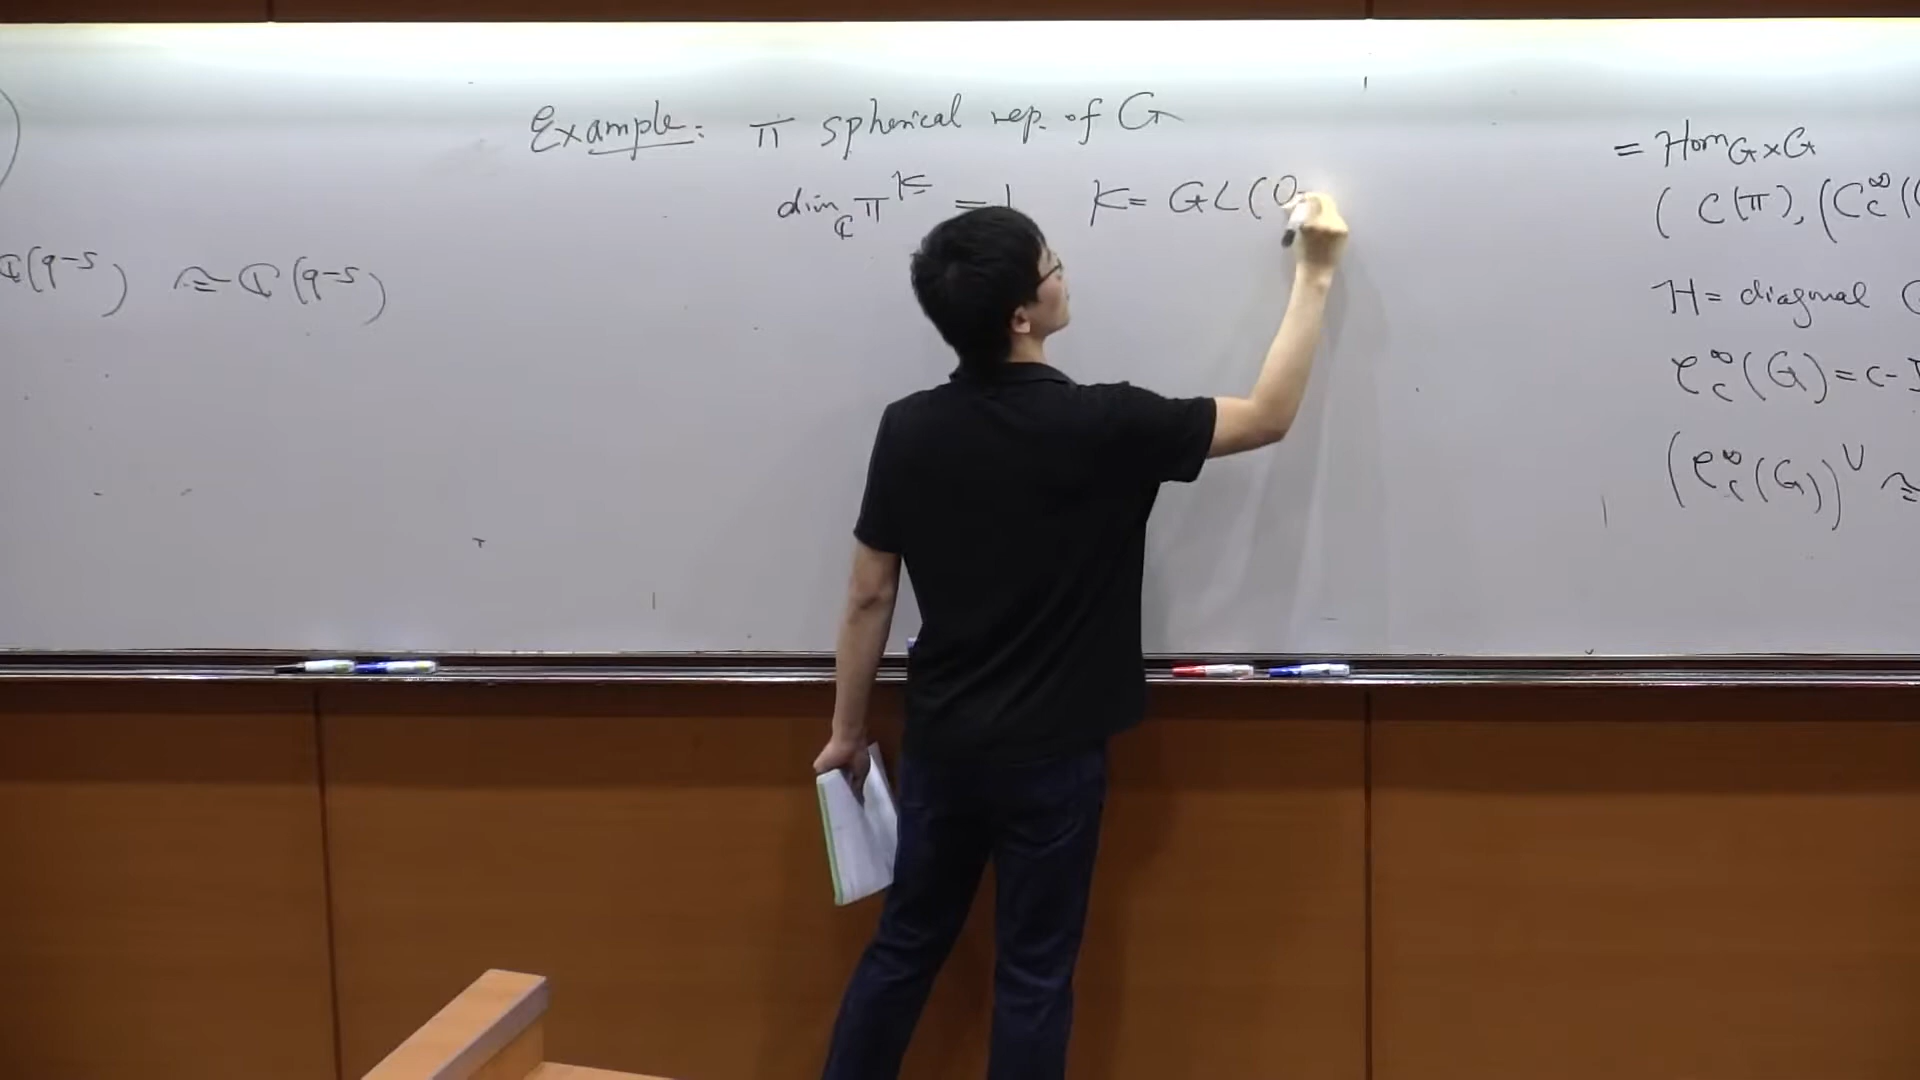 ℂ(q^{-s}) ≅ ℂ(q^{-s})
Example: π spherical rep. of G
dim_ℂ π^K = 1 K = GL(O
= Hom_{G×G}
( C(π), (C_c^∞(
H = diagonal
C_c^∞(G) = c-I
(C_c^∞(G))^∨ ≅